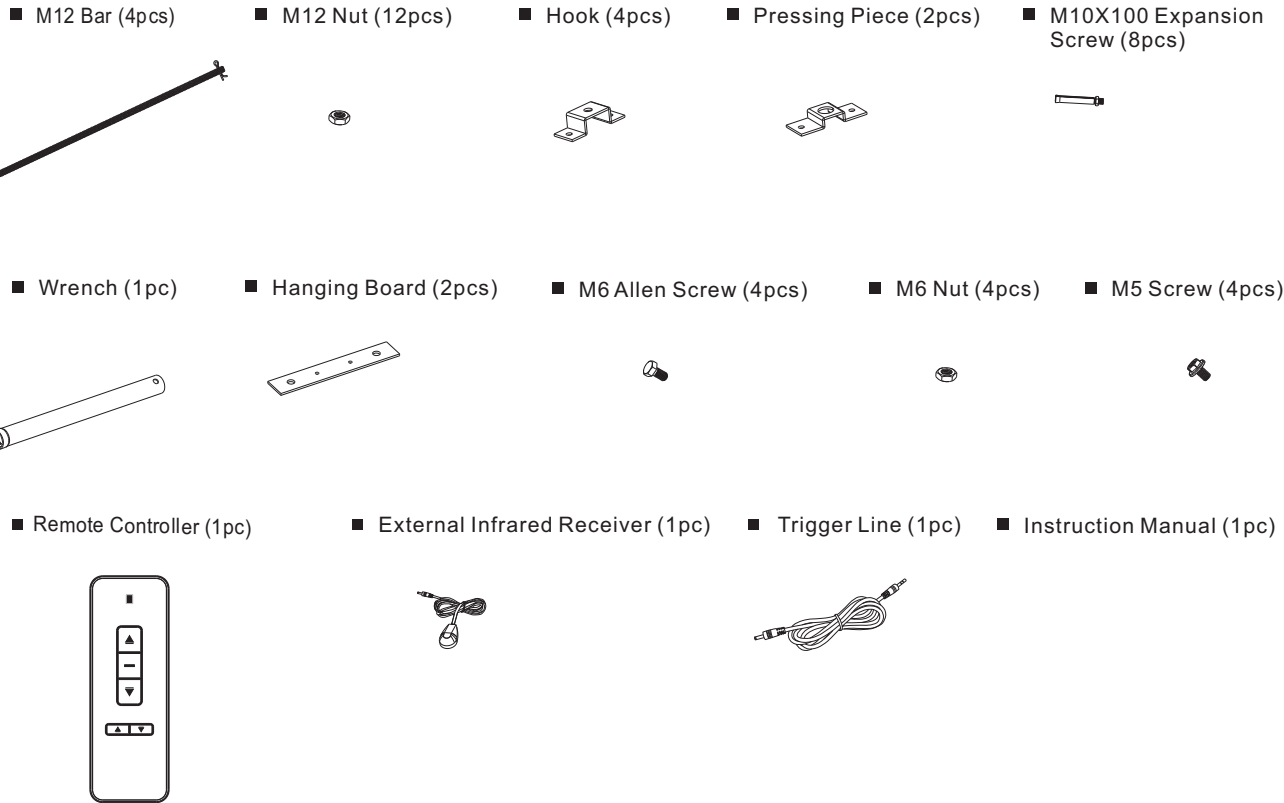 ■ M12 Bar (4pcs)
■ M12 Nut (12pcs)
■ Hook (4pcs)
■ Pressing Piece (2pcs)
■ M10X100 Expansion
Screw (8pcs)
■ Wrench (1pc)
■ Hanging Board (2pcs)
■ M6 Allen Screw (4pcs)
■ M6 Nut (4pcs)
■ M5 Screw (4pcs)
■ Remote Controller (1pc)
■ External Infrared Receiver (1pc)
■ Trigger Line (1pc)
■ Instruction Manual (1pc)